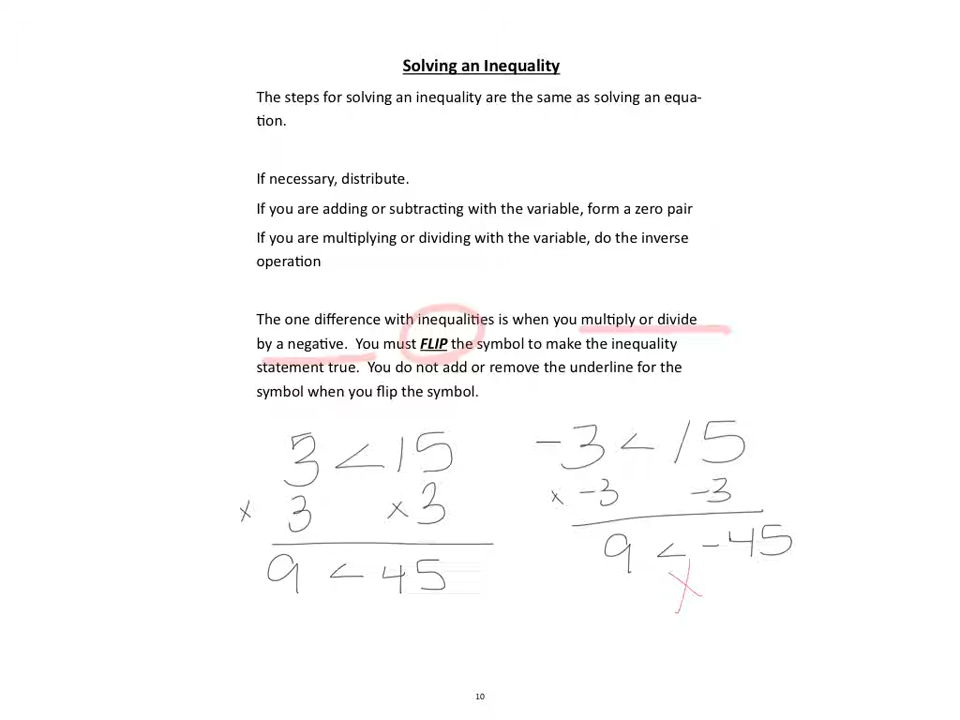 Solving an Inequality
The steps for solving an inequality are the same as solving an equa-
tion.
If necessary, distribute.
If you are adding or subtracting with the variable, form a zero pair
If you are multiplying or dividing with the variable, do the inverse
operation
The one difference with inequalities is when you multiply or divide
by a negative.  You must FLIP the symbol to make the inequality
statement true.  You do not add or remove the underline for the
symbol when you flip the symbol.
3 < 15
x 3 x 3
9 < 45
-3 < 15
x -3 -3
9 < -45
X
10